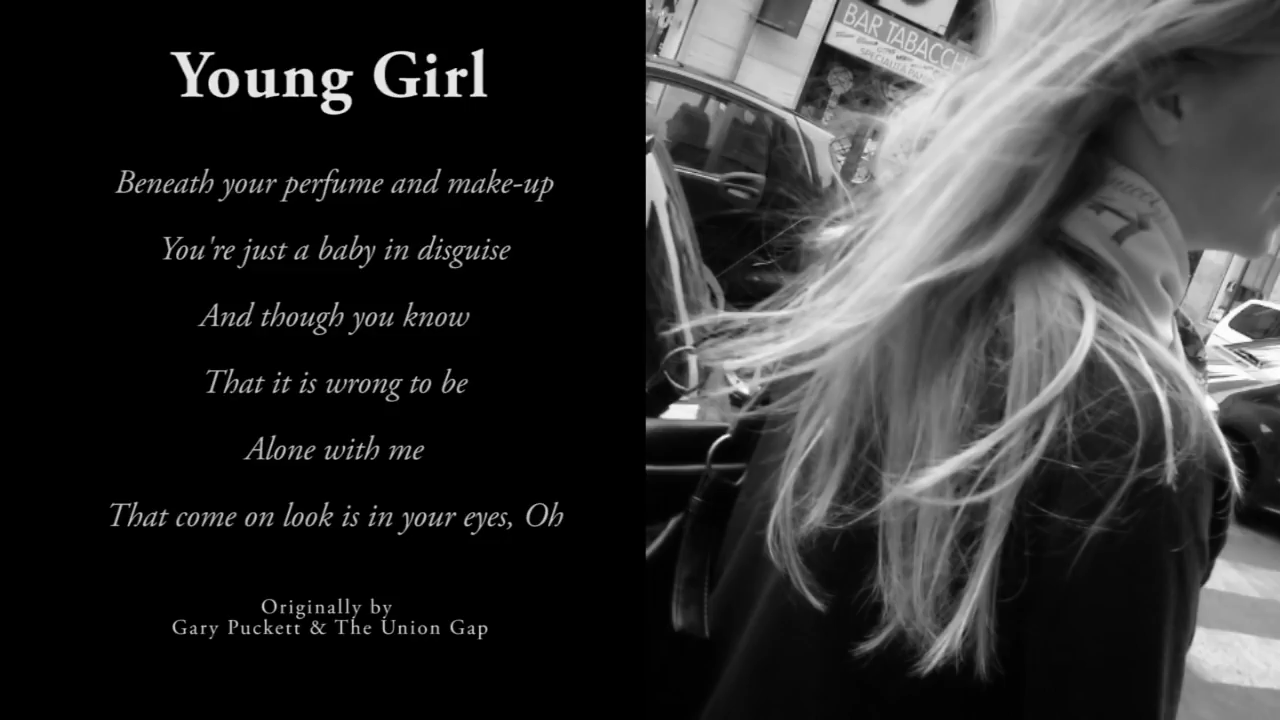 Young Girl
Beneath your perfume and make-up
You're just a baby in disguise
And though you know
That it is wrong to be
Alone with me
That come on look is in your eyes, Oh
Originally by
Gary Puckett & The Union Gap
BAR TABACCH
7